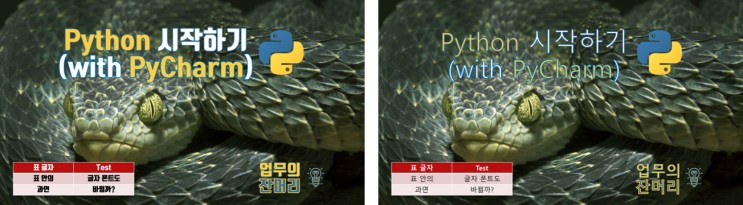 Python 시작하기
(with PyCharm)
표 글자 Test
표 안의 글자 폰트도
과연 바뀔까?
업무의
잔머리
Python 시작하기
(with PyCharm)
표 글자 Test
표 안의 글자 폰트도
과연 바뀔까?
업무의
잔머리